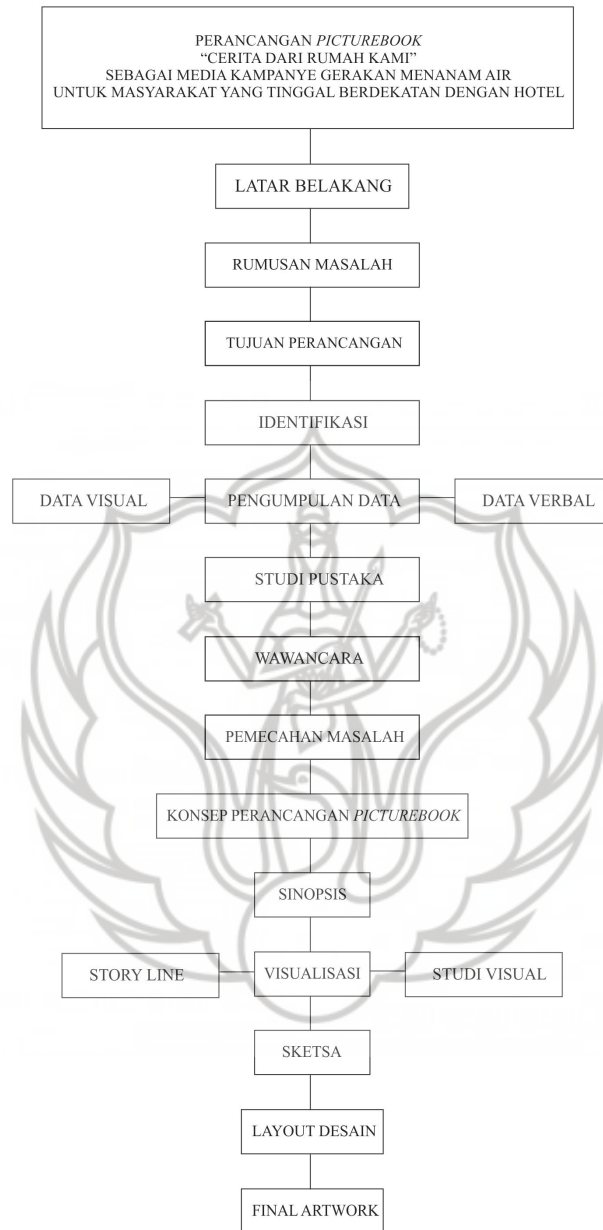 PERANCANGAN PICTUREBOOK
“CERITA DARI RUMAH KAMI”
SEBAGAI MEDIA KAMPANYE GERAKAN MENANAM AIR
UNTUK MASYARAKAT YANG TINGGAL BERDEKATAN DENGAN HOTEL
LATAR BELAKANG
RUMUSAN MASALAH
TUJUAN PERANCANGAN
IDENTIFIKASI
DATA VISUAL
PENGUMPULAN DATA
DATA VERBAL
STUDI PUSTAKA
WAWANCARA
PEMECAHAN MASALAH
KONSEP PERANCANGAN PICTUREBOOK
SINOPSIS
STORY LINE
VISUALISASI
STUDI VISUAL
SKETSA
LAYOUT DESAIN
FINAL ARTWORK